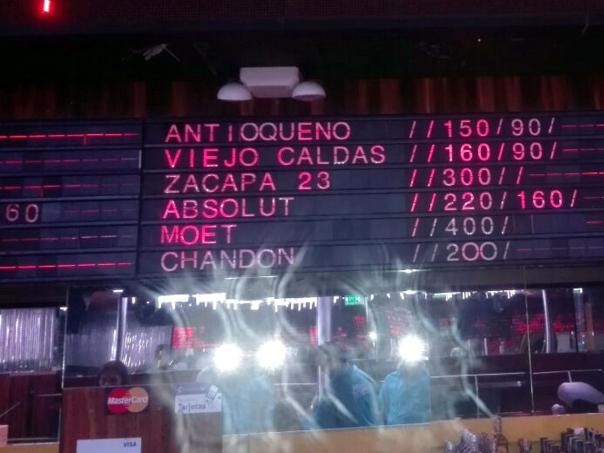 ANTIOQUENO //150/90/
VIEJO CALDAS //160/90/
ZACAPA 23 //300//
60 ABSOLUT //220/160/
MOET //400/
CHANDON //200/
MasterCard
Tarjetas
VISA